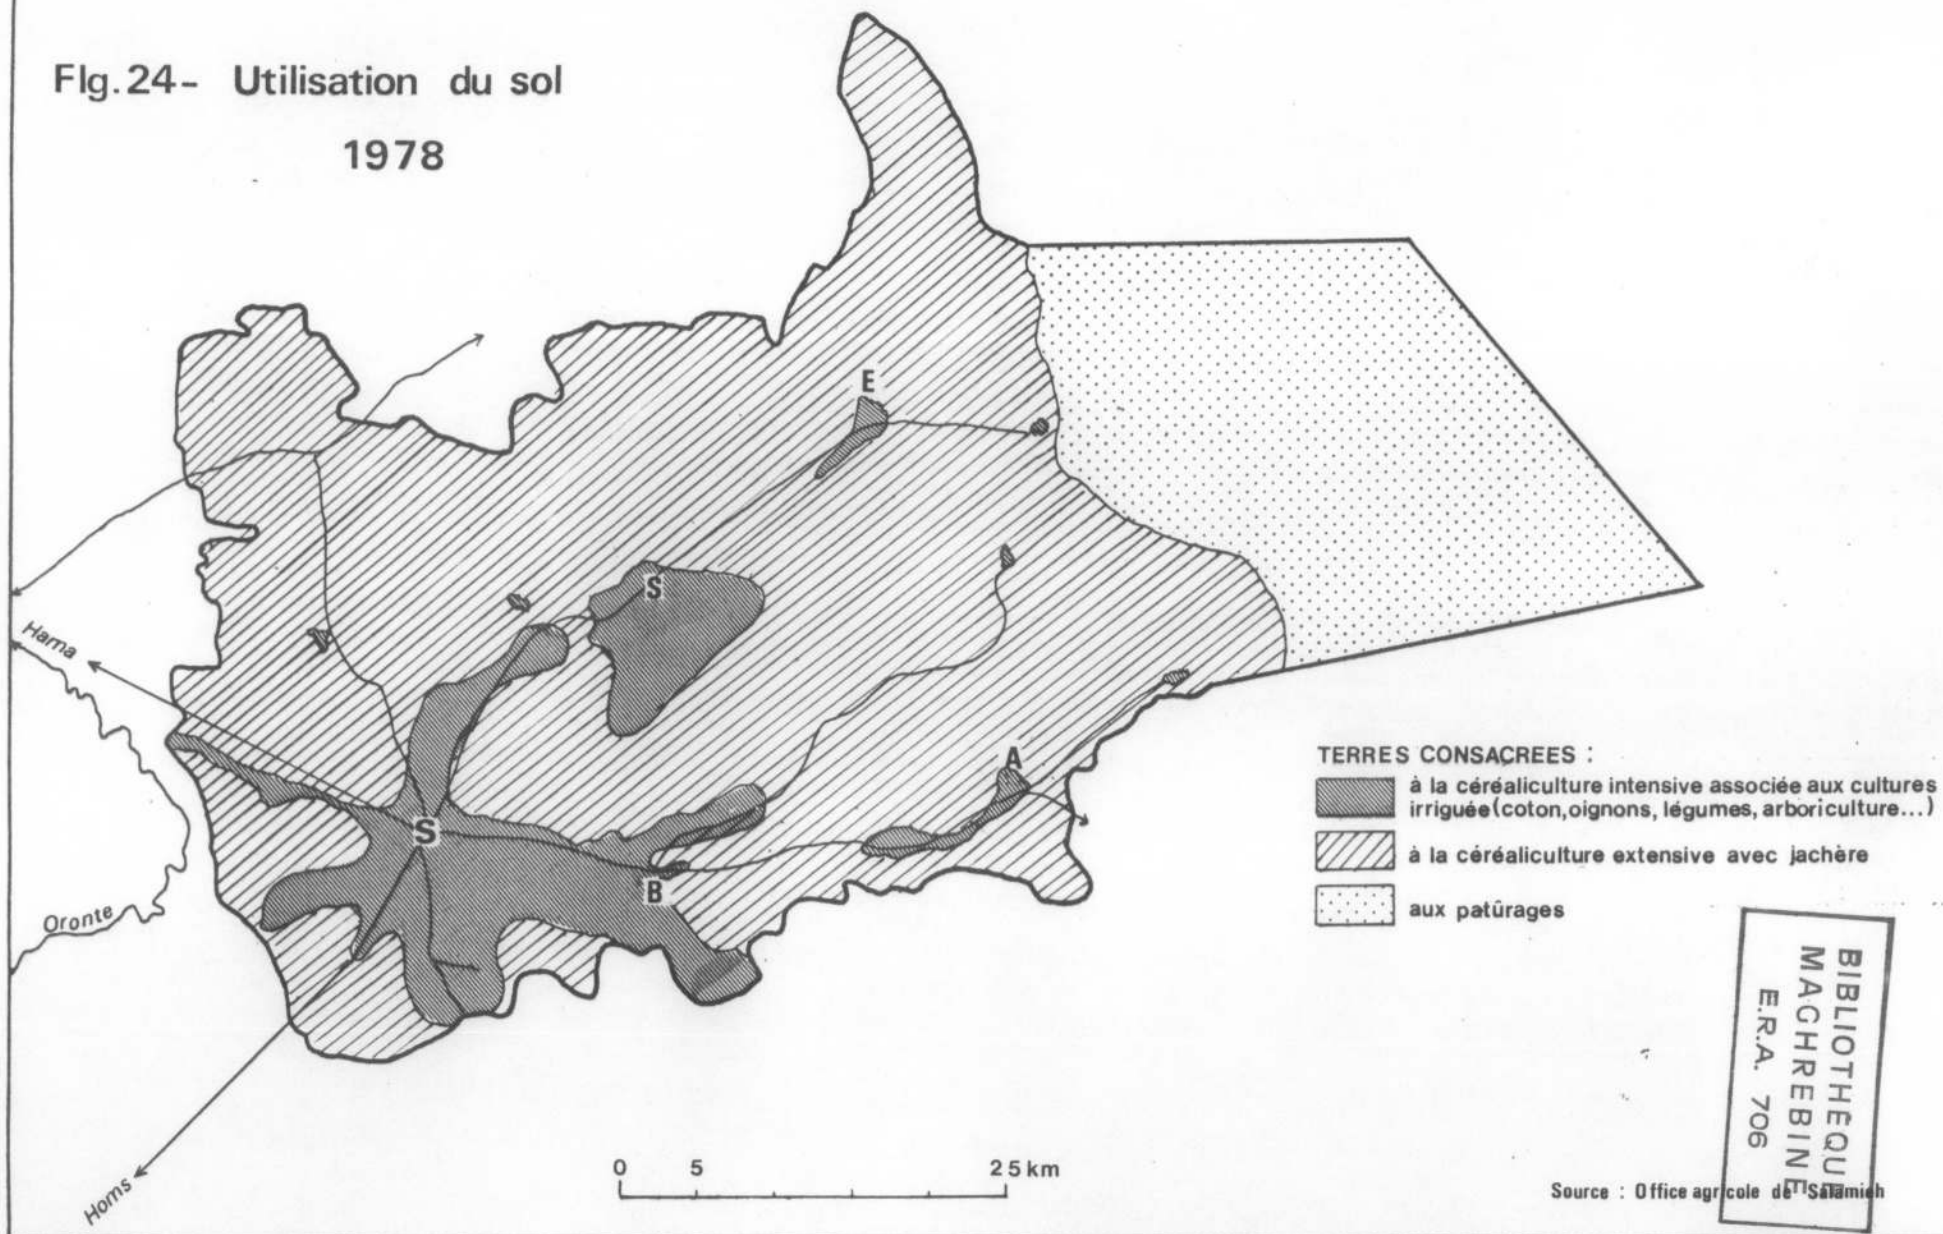 Fig.24- Utilisation du sol
1978
E
S
Hama
S
A
B
Oronte
Homs
TERRES CONSACREES :
à la céréaliculture intensive associée aux cultures
irriguée (coton, oignons, légumes, arboriculture...)
à la céréaliculture extensive avec jachère
aux patûrages
0 5 25 km
BIBLIOTHÈQUE
MAGHREBINE
E.R.A. 706
Source : Office agricole de Salamieh